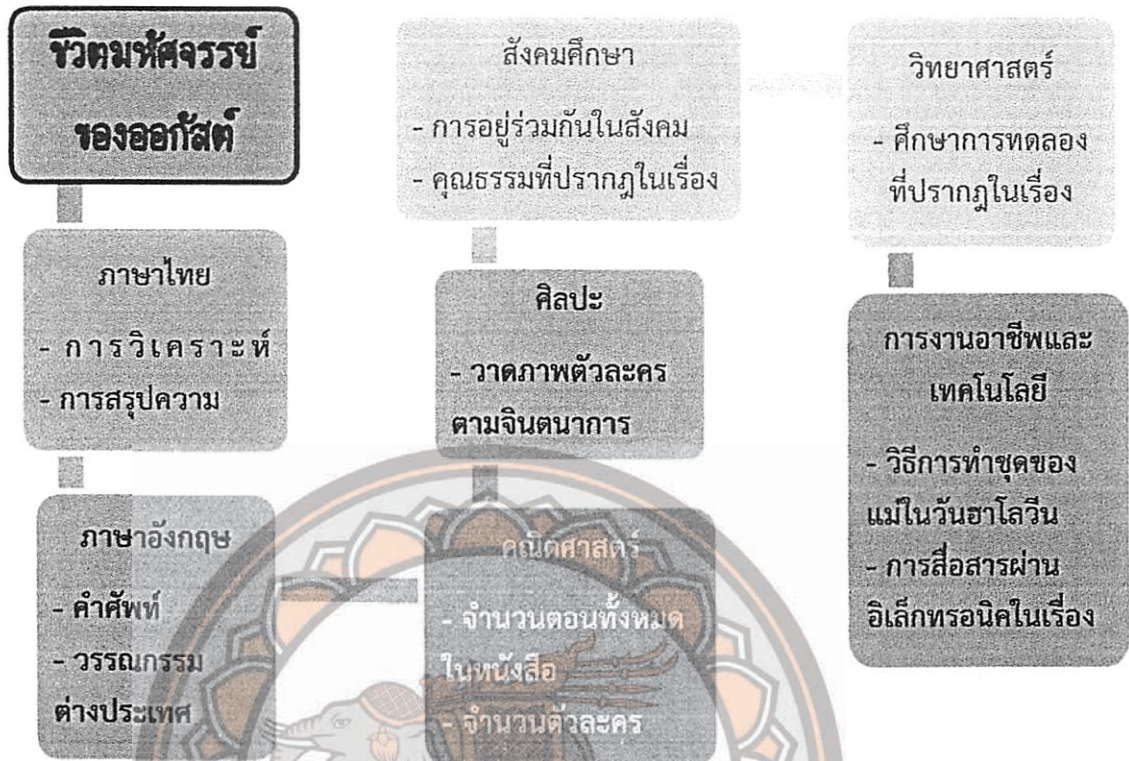 ชีวิตมหัศจรรย์
ของออกัสต์
ภาษาไทย
- การวิเคราะห์
- การสรุปความ
ภาษาอังกฤษ
- คำศัพท์
- วรรณกรรม
ต่างประเทศ
คณิตศาสตร์
- จำนวนตอนทั้งหมด
ในหนังสือ
- จำนวนตัวละคร
ศิลปะ
- วาดภาพตัวละคร
ตามจินตนาการ
สังคมศึกษา
- การอยู่ร่วมกันในสังคม
- คุณธรรมที่ปรากฏในเรื่อง
วิทยาศาสตร์
- ศึกษาการทดลอง
ที่ปรากฏในเรื่อง
การงานอาชีพและ
เทคโนโลยี
- วิธีการทำชุดของ
แม่ในวันฮาโลวีน
- การสื่อสารผ่าน
อิเล็กทรอนิคในเรื่อง